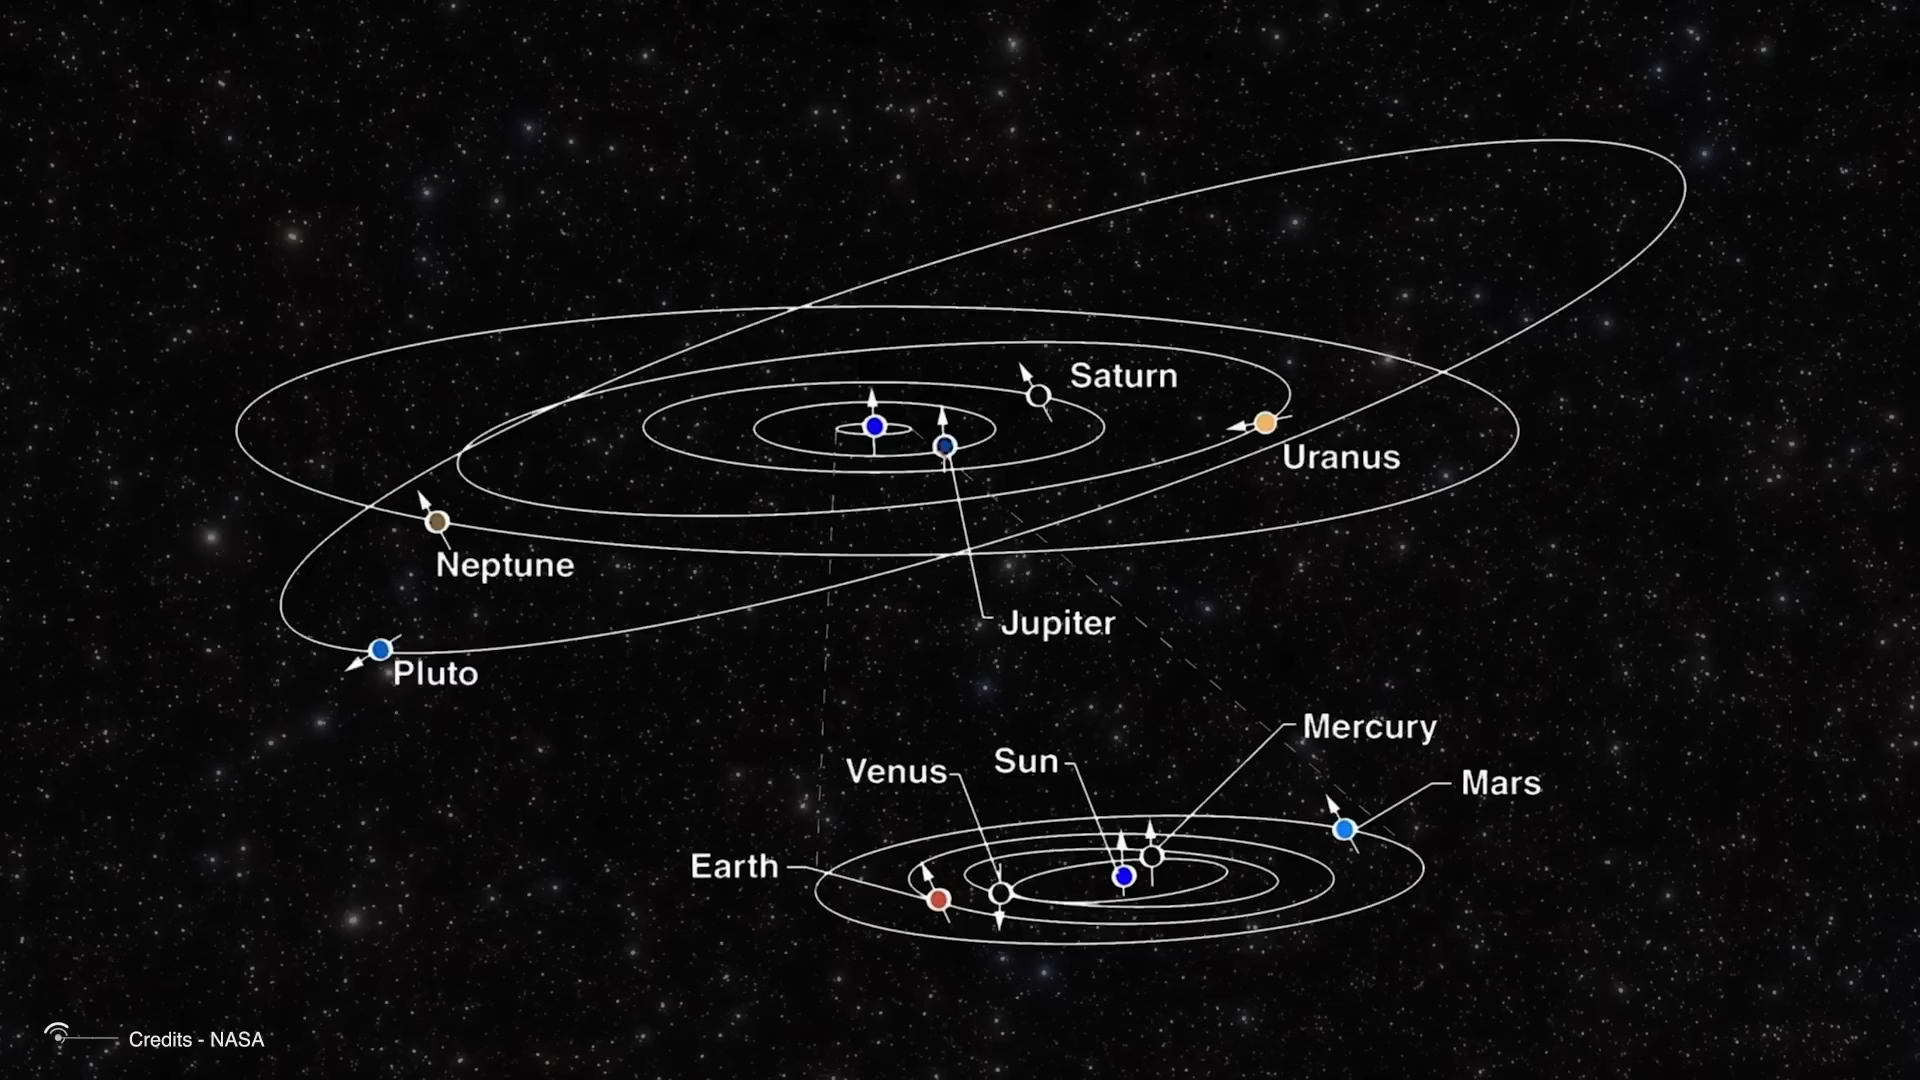 Saturn
Uranus
Neptune
Jupiter
Pluto
Mercury
Sun
Venus
Mars
Earth
Credits - NASA